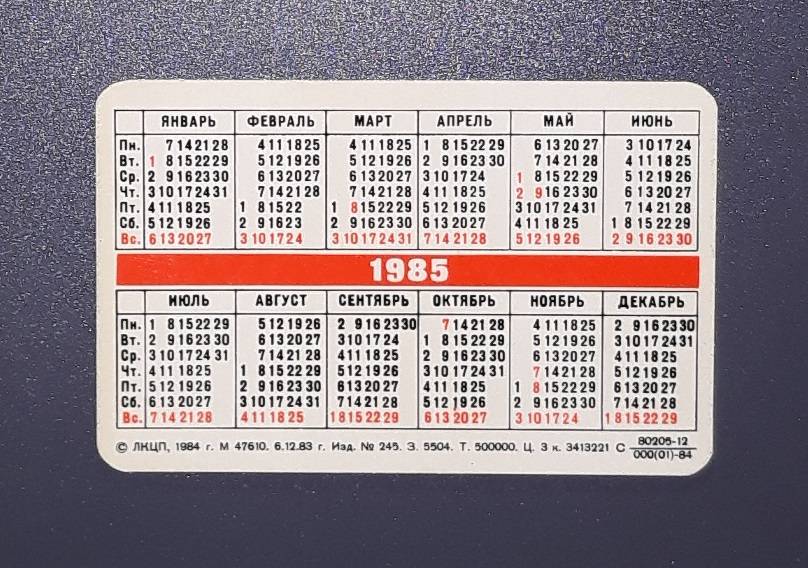 ЯНВАРЬ ФЕВРАЛЬ МАРТ АПРЕЛЬ МАЙ ИЮНЬ
Пн. 7 14 21 28 4 11 18 25 4 11 18 25 1 8 15 22 29 6 13 20 27 3 10 17 24
Вт. 1 8 15 22 29 5 12 19 26 5 12 19 26 2 9 16 23 30 7 14 21 28 4 11 18 25
Ср. 2 9 16 23 30 6 13 20 27 6 13 20 27 3 10 17 24 1 8 15 22 29 5 12 19 26
Чт. 3 10 17 24 31 7 14 21 28 7 14 21 28 4 11 18 25 2 9 16 23 30 6 13 20 27
Пт. 4 11 18 25 1 8 15 22 1 8 15 22 29 5 12 19 26 3 10 17 24 31 7 14 21 28
Сб. 5 12 19 26 2 9 16 23 2 9 16 23 30 6 13 20 27 4 11 18 25 1 8 15 22 29
Вс. 6 13 20 27 3 10 17 24 3 10 17 24 31 7 14 21 28 5 12 19 26 2 9 16 23 30
1985
ИЮЛЬ АВГУСТ СЕНТЯБРЬ ОКТЯБРЬ НОЯБРЬ ДЕКАБРЬ
Пн. 1 8 15 22 29 5 12 19 26 2 9 16 23 30 7 14 21 28 4 11 18 25 2 9 16 23 30
Вт. 2 9 16 23 30 6 13 20 27 3 10 17 24 1 8 15 22 29 5 12 19 26 3 10 17 24 31
Ср. 3 10 17 24 31 7 14 21 28 4 11 18 25 2 9 16 23 30 6 13 20 27 4 11 18 25
Чт. 4 11 18 25 1 8 15 22 29 5 12 19 26 3 10 17 24 31 7 14 21 28 5 12 19 26
Пт. 5 12 19 26 2 9 16 23 30 6 13 20 27 4 11 18 25 1 8 15 22 29 6 13 20 27
Сб. 6 13 20 27 3 10 17 24 31 7 14 21 28 5 12 19 26 2 9 16 23 30 7 14 21 28
Вс. 7 14 21 28 4 11 18 25 1 8 15 22 29 6 13 20 27 3 10 17 24 1 8 15 22 29
© ЛКЦП, 1984 г. М 47610. 6.12.83 г. Изд. № 245. З. 5504. Т. 500000. Ц. 3 к. 3413221 С 80205-12
000(01)-84